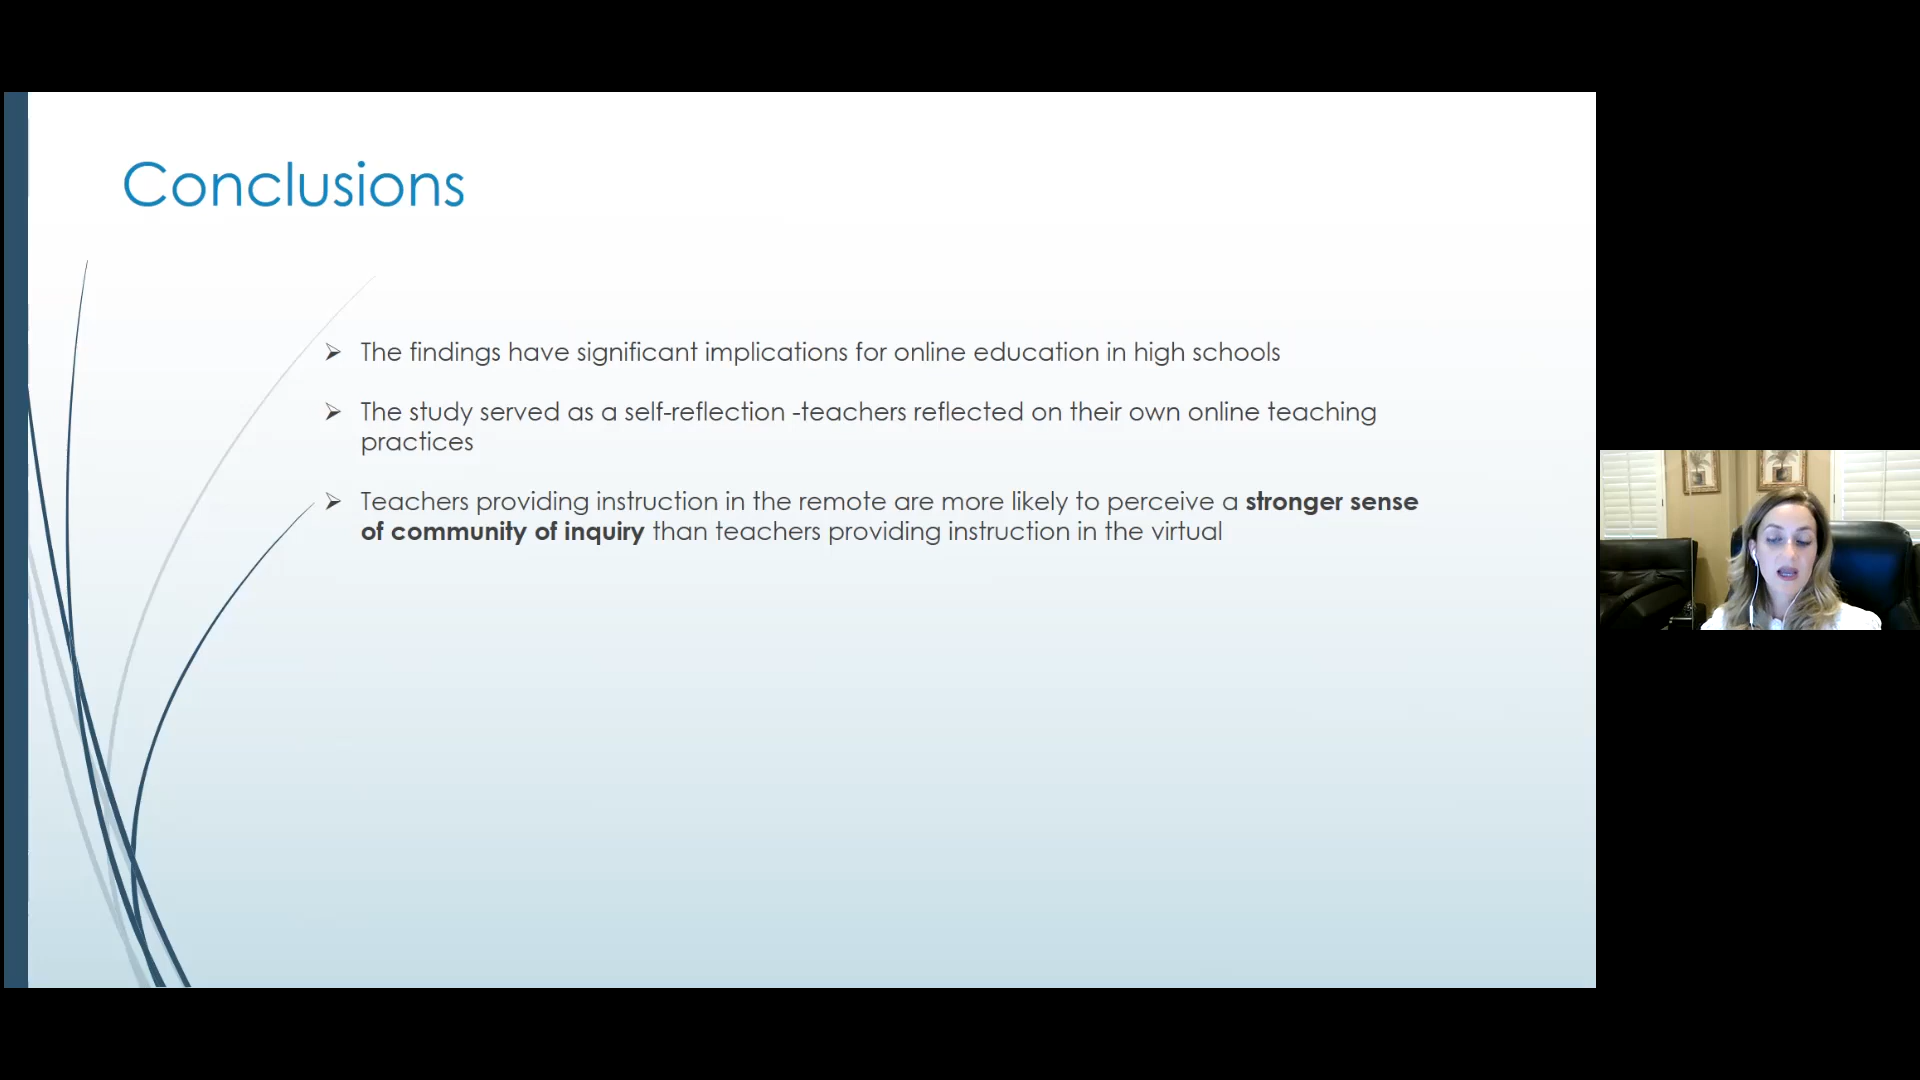 Conclusions
➢ The findings have significant implications for online education in high schools
➢ The study served as a self-reflection -teachers reflected on their own online teaching
practices
➢ Teachers providing instruction in the remote are more likely to perceive a stronger sense
of community of inquiry than teachers providing instruction in the virtual